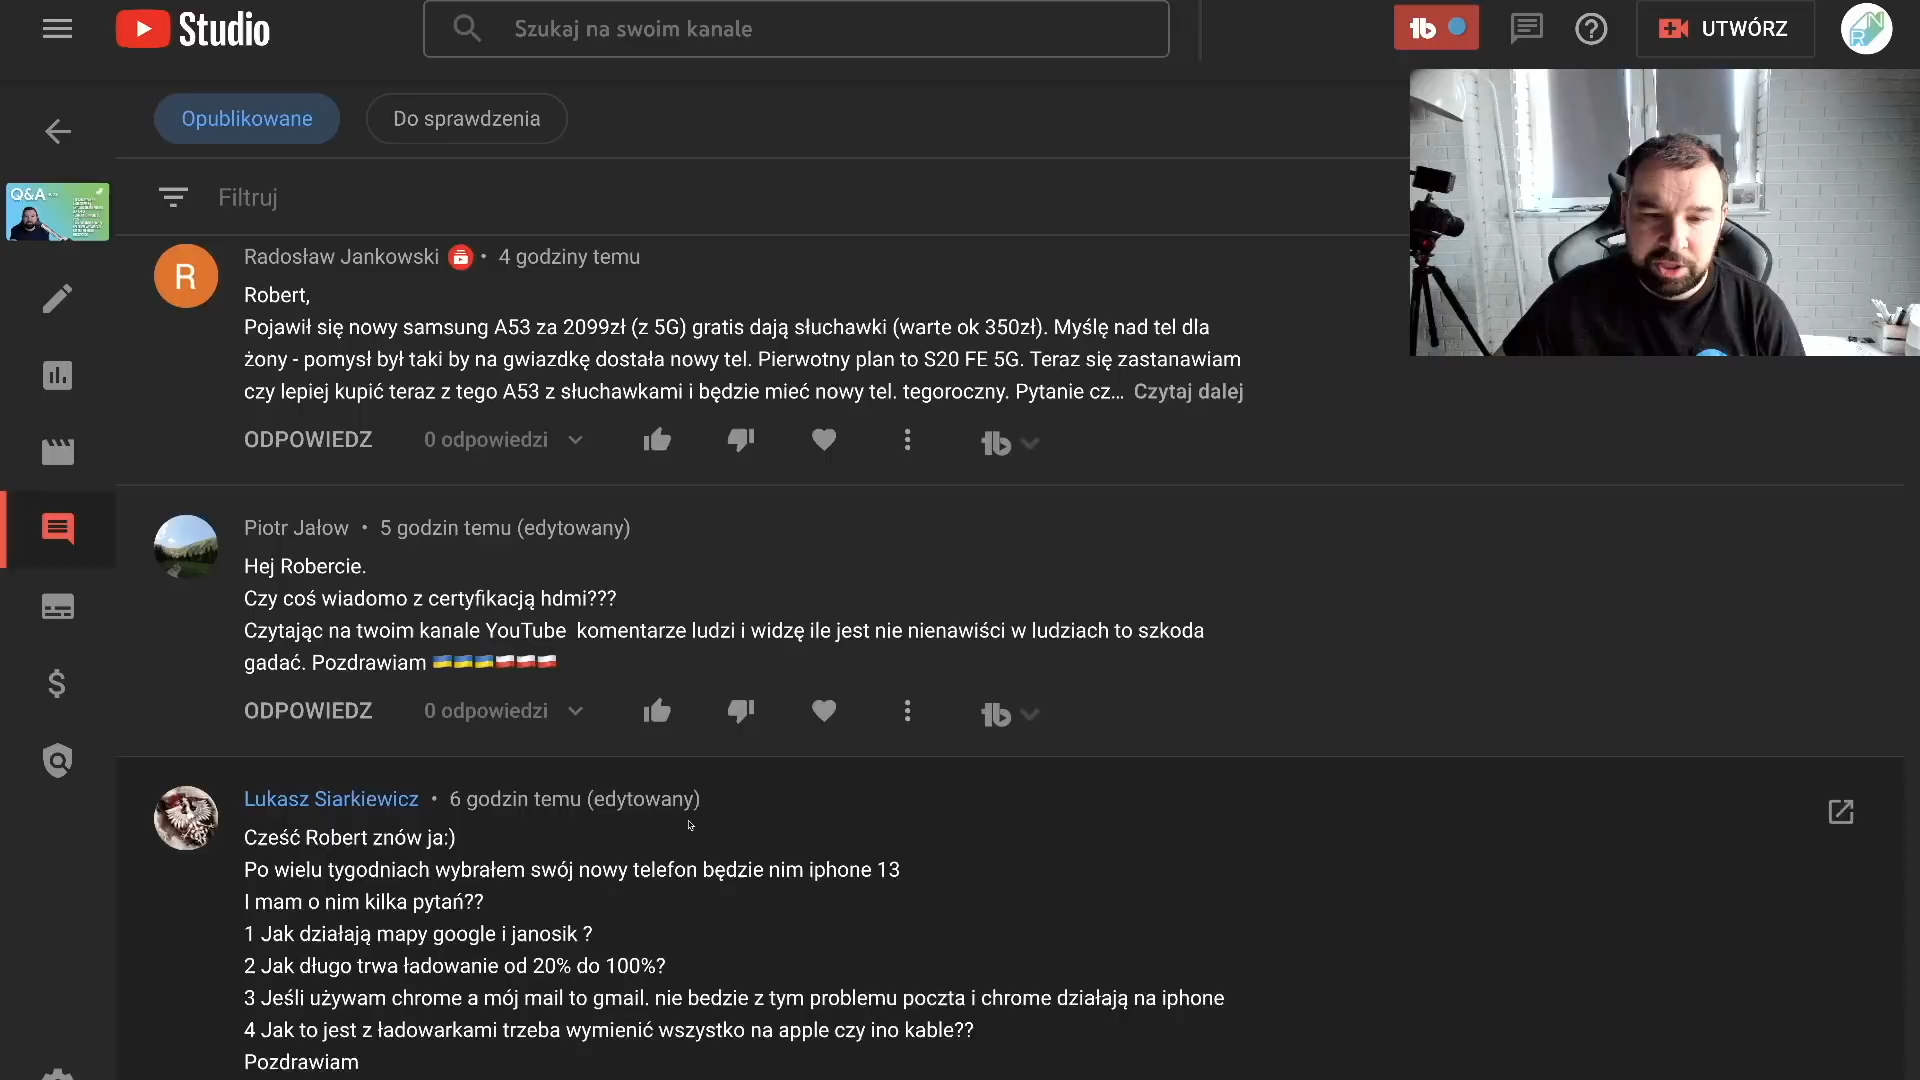 Studio
Szukaj na swoim kanale
UTWÓRZ
Opublikowane
Do sprawdzenia
Filtruj
Q&A
Radosław Jankowski • 4 godziny temu
R
Robert,
Pojawił się nowy samsung A53 za 2099zł (z 5G) gratis dają słuchawki (warte ok 350zł). Myślę nad tel dla
żony - pomysł był taki by na gwiazdkę dostała nowy tel. Pierwotny plan to S20 FE 5G. Teraz się zastanawiam
czy lepiej kupić teraz z tego A53 z słuchawkami i będzie mieć nowy tel. tegoroczny. Pytanie cz... Czytaj dalej
ODPOWIEDZ 0 odpowiedzi
Piotr Jałow • 5 godzin temu (edytowany)
Hej Robercie.
Czy coś wiadomo z certyfikacją hdmi???
Czytając na twoim kanale YouTube komentarze ludzi i widzę ile jest nie nienawiści w ludziach to szkoda
gadać. Pozdrawiam 🇺🇦🇺🇦🇺🇦🇵🇱🇵🇱🇵🇱
ODPOWIEDZ 0 odpowiedzi
Lukasz Siarkiewicz • 6 godzin temu (edytowany)
Cześć Robert znów ja:)
Po wielu tygodniach wybrałem swój nowy telefon będzie nim iphone 13
I mam o nim kilka pytań??
1 Jak działają mapy google i janosik ?
2 Jak długo trwa ładowanie od 20% do 100%?
3 Jeśli używam chrome a mój mail to gmail. nie bedzie z tym problemu poczta i chrome działają na iphone
4 Jak to jest z ładowarkami trzeba wymienić wszystko na apple czy ino kable??
Pozdrawiam